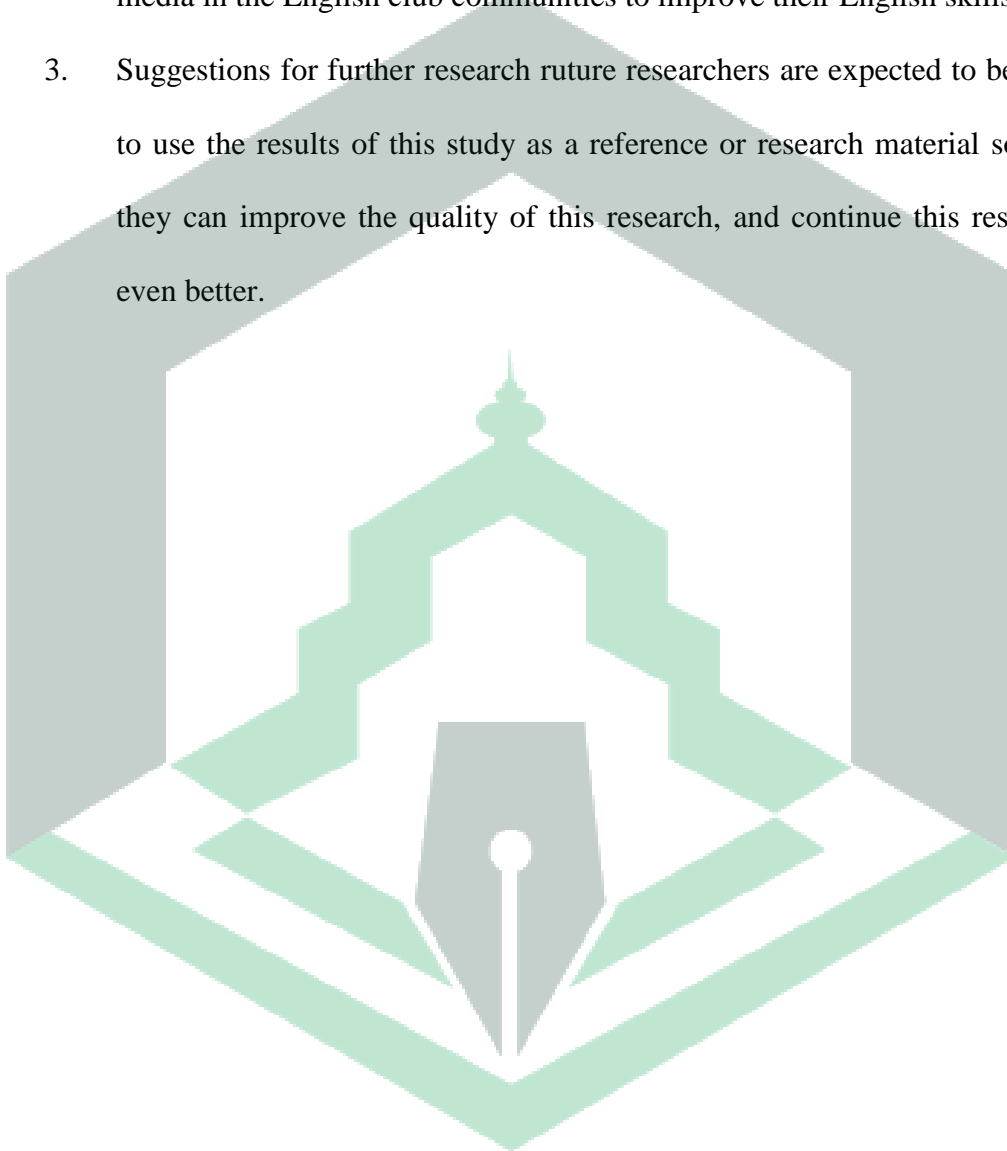 media in the English club communities to improve their English skills
3. Suggestions for further research ruture researchers are expected to be
to use the results of this study as a reference or research material so
they can improve the quality of this research, and continue this res
even better.